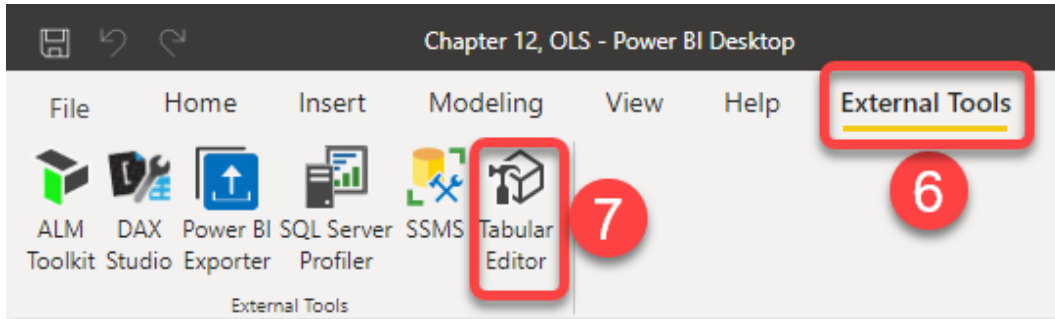 Chapter 12, OLS - Power BI Desktop
File Home Insert Modeling View Help External Tools
6
ALM Toolkit
DAX Studio
Power BI Exporter
SQL Server Profiler
SSMS
Tabular Editor
7
External Tools